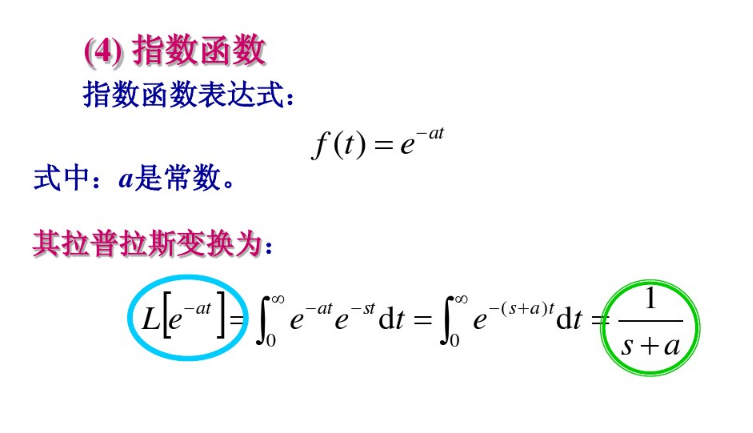 (4) 指数函数
指数函数表达式：
f(t) = e^{-at}
式中：a是常数。
其拉普拉斯变换为：
L[e^{-at}] = ∫_0^∞ e^{-at} e^{-st} dt = ∫_0^∞ e^{-(s+a)t} dt = \frac{1}{s+a}